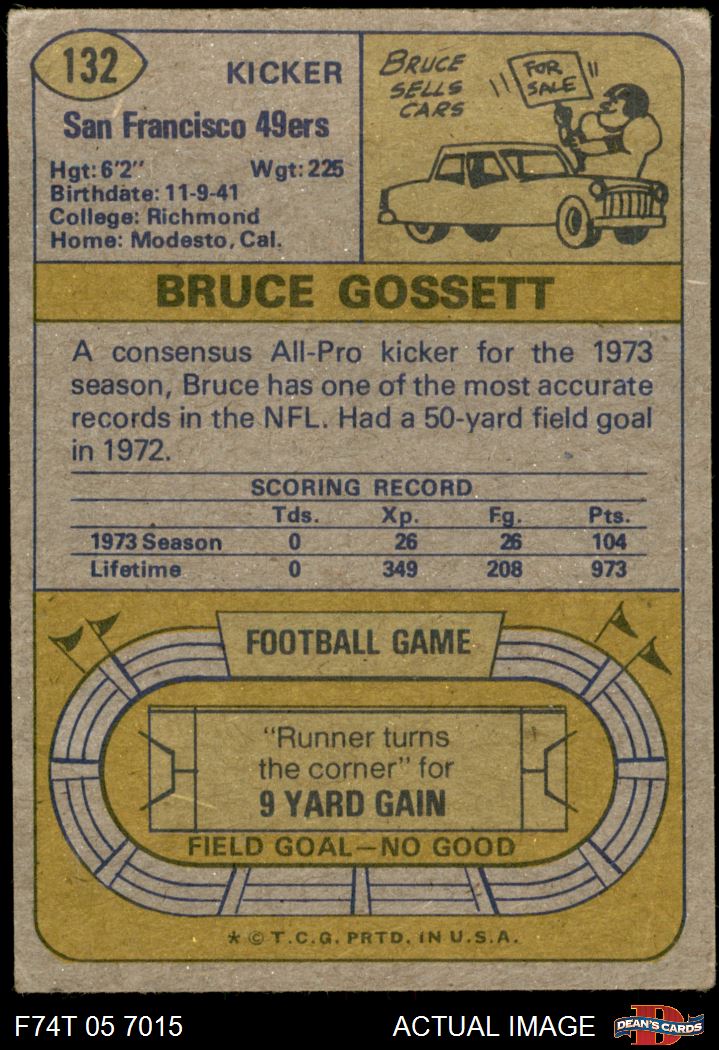 132
KICKER
San Francisco 49ers
Hgt: 6'2" Wgt: 225
Birthdate: 11-9-41
College: Richmond
Home: Modesto, Cal.
BRUCE
SELLS
CARS
FOR
SALE
BRUCE GOSSETT
A consensus All-Pro kicker for the 1973
season, Bruce has one of the most accurate
records in the NFL. Had a 50-yard field goal
in 1972.
SCORING RECORD
Tds. Xp. Fg. Pts.
1973 Season 0 26 26 104
Lifetime 0 349 208 973
FOOTBALL GAME
"Runner turns
the corner" for
9 YARD GAIN
FIELD GOAL—NO GOOD
* © T.C.G. PRTD. IN U.S.A.
F74T 05 7015 ACTUAL IMAGE
D
DEAN'S CARDS